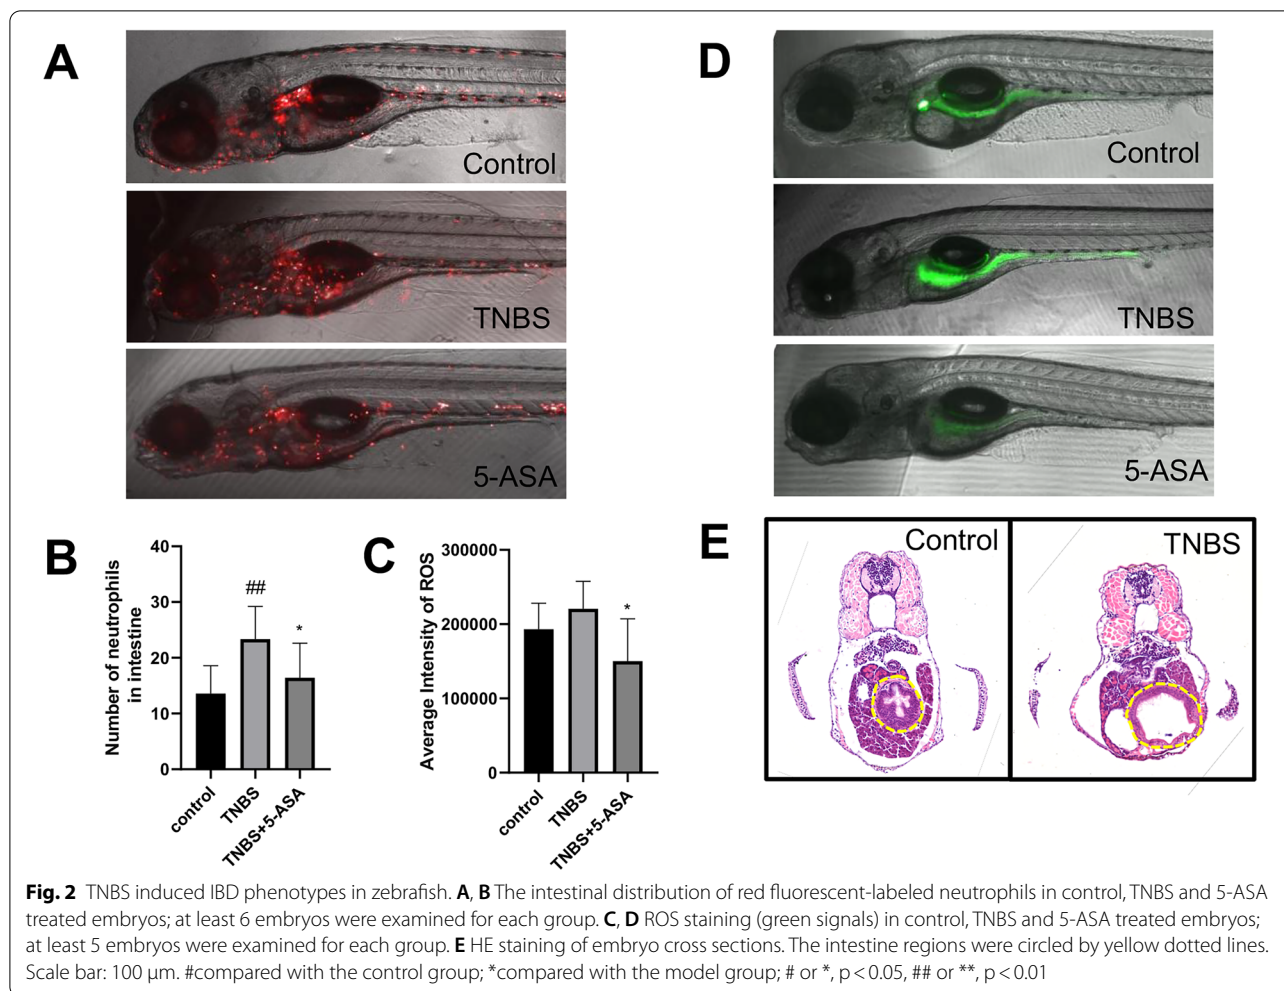 A
Control
TNBS
5-ASA
D
Control
TNBS
5-ASA
B
Number of neutrophils
in intestine
40
30
20
10
0
##
*
control
TNBS
TNBS+5-ASA
C
Average Intensity of ROS
300000
200000
100000
0
*
control
TNBS
TNBS+5-ASA
E
Control
TNBS
Fig. 2 TNBS induced IBD phenotypes in zebrafish. A, B The intestinal distribution of red fluorescent-labeled neutrophils in control, TNBS and 5-ASA
treated embryos; at least 6 embryos were examined for each group. C, D ROS staining (green signals) in control, TNBS and 5-ASA treated embryos;
at least 5 embryos were examined for each group. E HE staining of embryo cross sections. The intestine regions were circled by yellow dotted lines.
Scale bar: 100 μm. #compared with the control group; *compared with the model group; # or *, p < 0.05, ## or **, p < 0.01